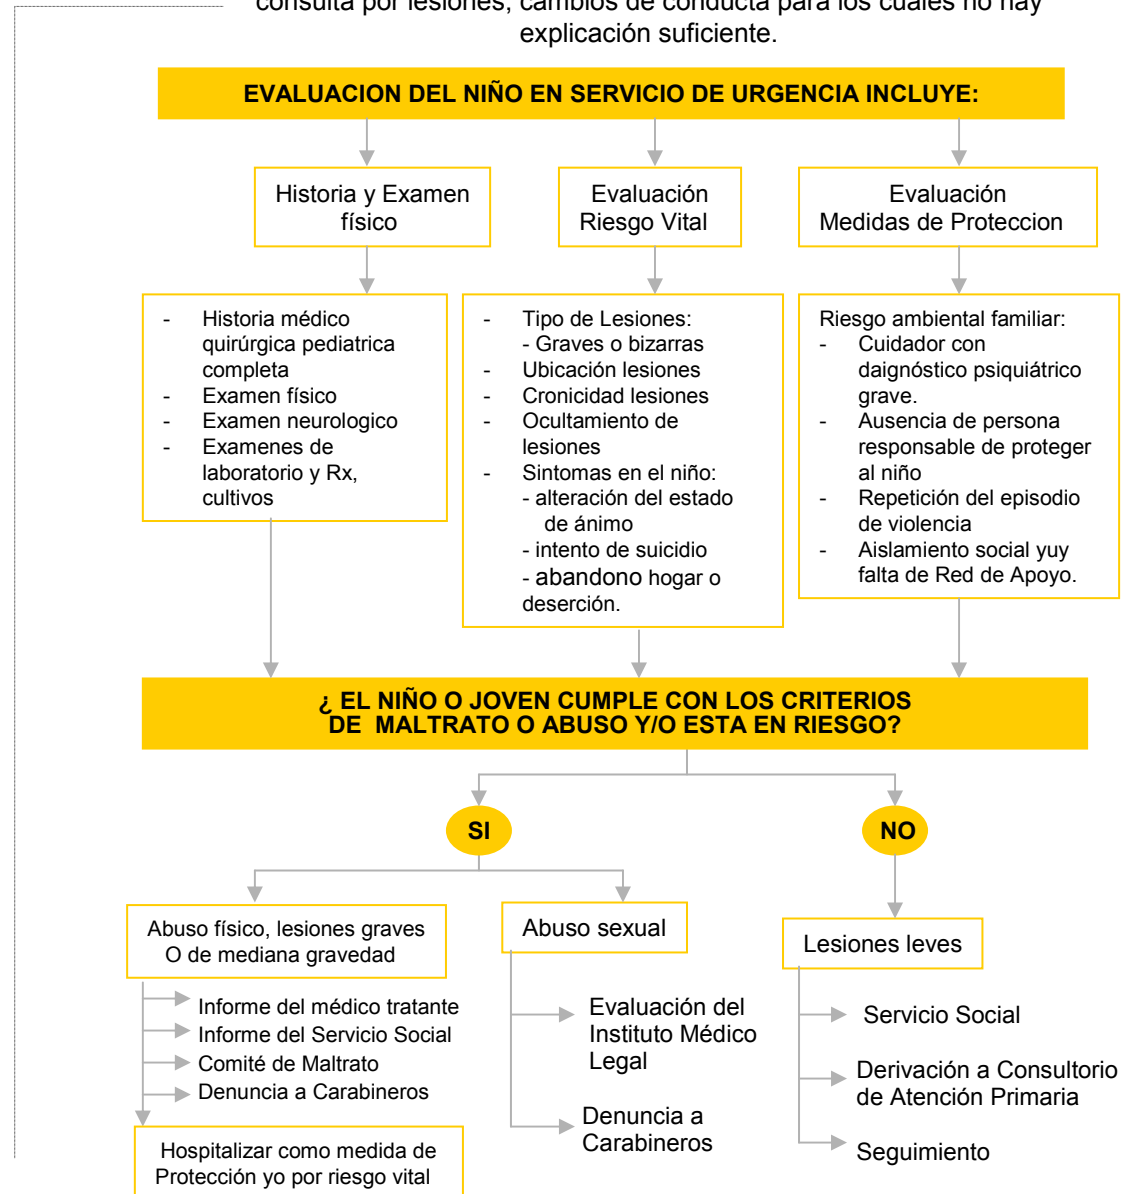 consulta por lesiones, cambios de conducta para los cuales no hay
explicación suficiente.
EVALUACION DEL NIÑO EN SERVICIO DE URGENCIA INCLUYE:
Historia y Examen
físico
Evaluación
Riesgo Vital
Evaluación
Medidas de Proteccion
- Historia médico
quirúrgica pediatrica
completa
- Examen físico
- Examen neurologico
- Examenes de
laboratorio y Rx,
cultivos
- Tipo de Lesiones:
- Graves o bizarras
- Ubicación lesiones
- Cronicidad lesiones
- Ocultamiento de
lesiones
- Sintomas en el niño:
- alteración del estado
de ánimo
- intento de suicidio
- abandono hogar o
deserción.
Riesgo ambiental familiar:
- Cuidador con
daignóstico psiquiátrico
grave.
- Ausencia de persona
responsable de proteger
al niño
- Repetición del episodio
de violencia
- Aislamiento social yuy
falta de Red de Apoyo.
¿ EL NIÑO O JOVEN CUMPLE CON LOS CRITERIOS
DE MALTRATO O ABUSO Y/O ESTA EN RIESGO?
SI
NO
Abuso físico, lesiones graves
O de mediana gravedad
Informe del médico tratante
Informe del Servicio Social
Comité de Maltrato
Denuncia a Carabineros
Hospitalizar como medida de
Protección yo por riesgo vital
Abuso sexual
Evaluación del
Instituto Médico
Legal
Denuncia a
Carabineros
Lesiones leves
Servicio Social
Derivación a Consultorio
de Atención Primaria
Seguimiento